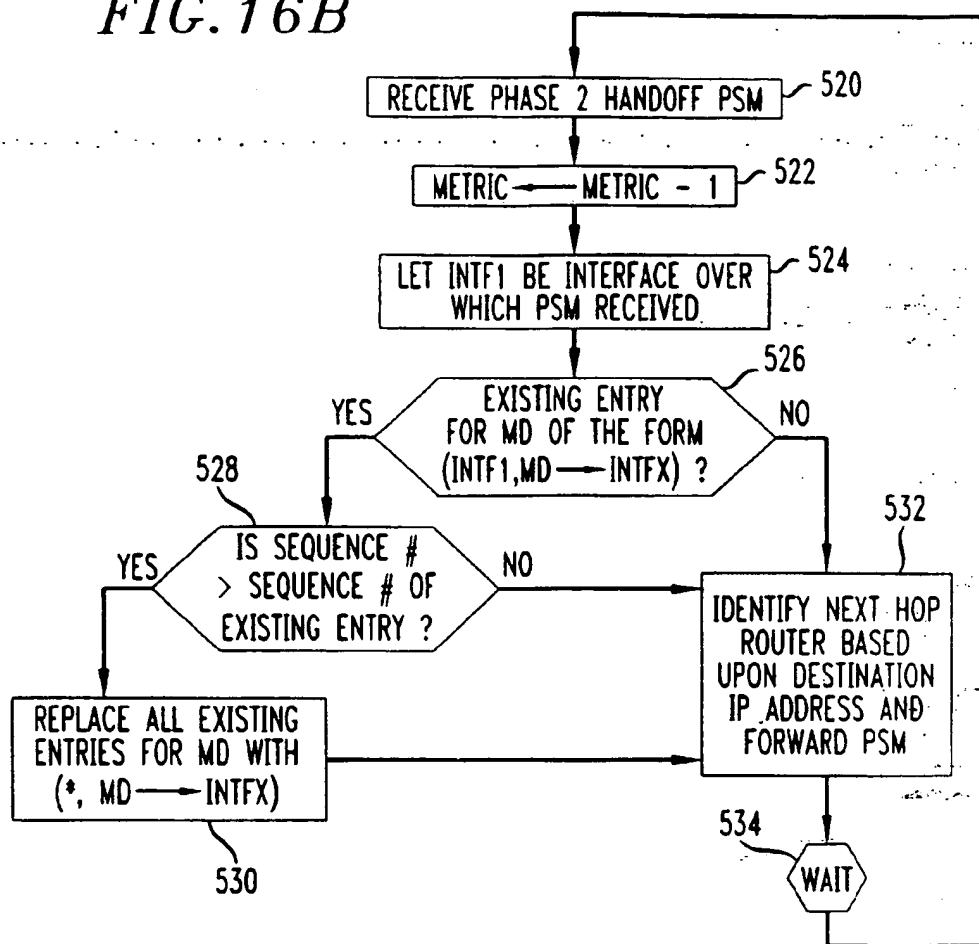 FIG. 16B
RECEIVE PHASE 2 HANDOFF PSM
520
METRIC ← METRIC - 1
522
LET INTF1 BE INTERFACE OVER
WHICH PSM RECEIVED
524
EXISTING ENTRY
FOR MD OF THE FORM
(INTF1,MD → INTFX) ?
526
YES
NO
528
IS SEQUENCE #
> SEQUENCE # OF
EXISTING ENTRY ?
YES
NO
532
IDENTIFY NEXT HOP
ROUTER BASED
UPON DESTINATION
IP ADDRESS AND
FORWARD PSM
REPLACE ALL EXISTING
ENTRIES FOR MD WITH
(*, MD → INTFX)
530
534
WAIT